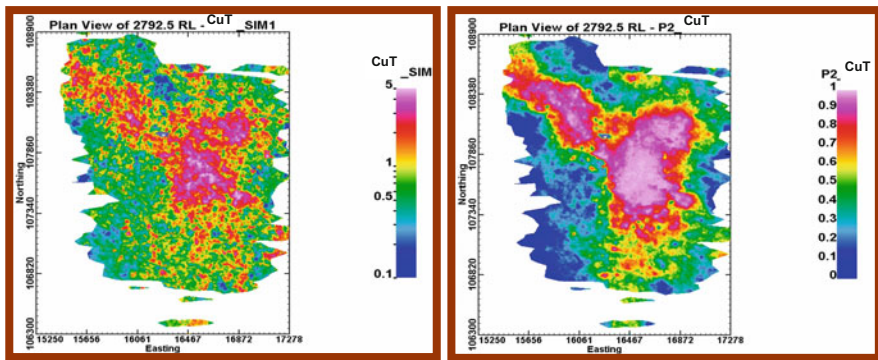 Plan View of 2792.5 RL - CuT_SIM1
108900
108380
107860
107340
106820
106300
Northing
15250 15656 16061 16467 16872 17278
Easting
CuT
_SIM
5.
1
0.5
0.1
Plan View of 2792.5 RL - P2_CuT
108900
108380
107860
107340
106820
106300
Northing
15250 15656 16061 16467 16872 17278
Easting
P2_CuT
1
0.9
0.8
0.7
0.6
0.5
0.4
0.3
0.2
0.1
0